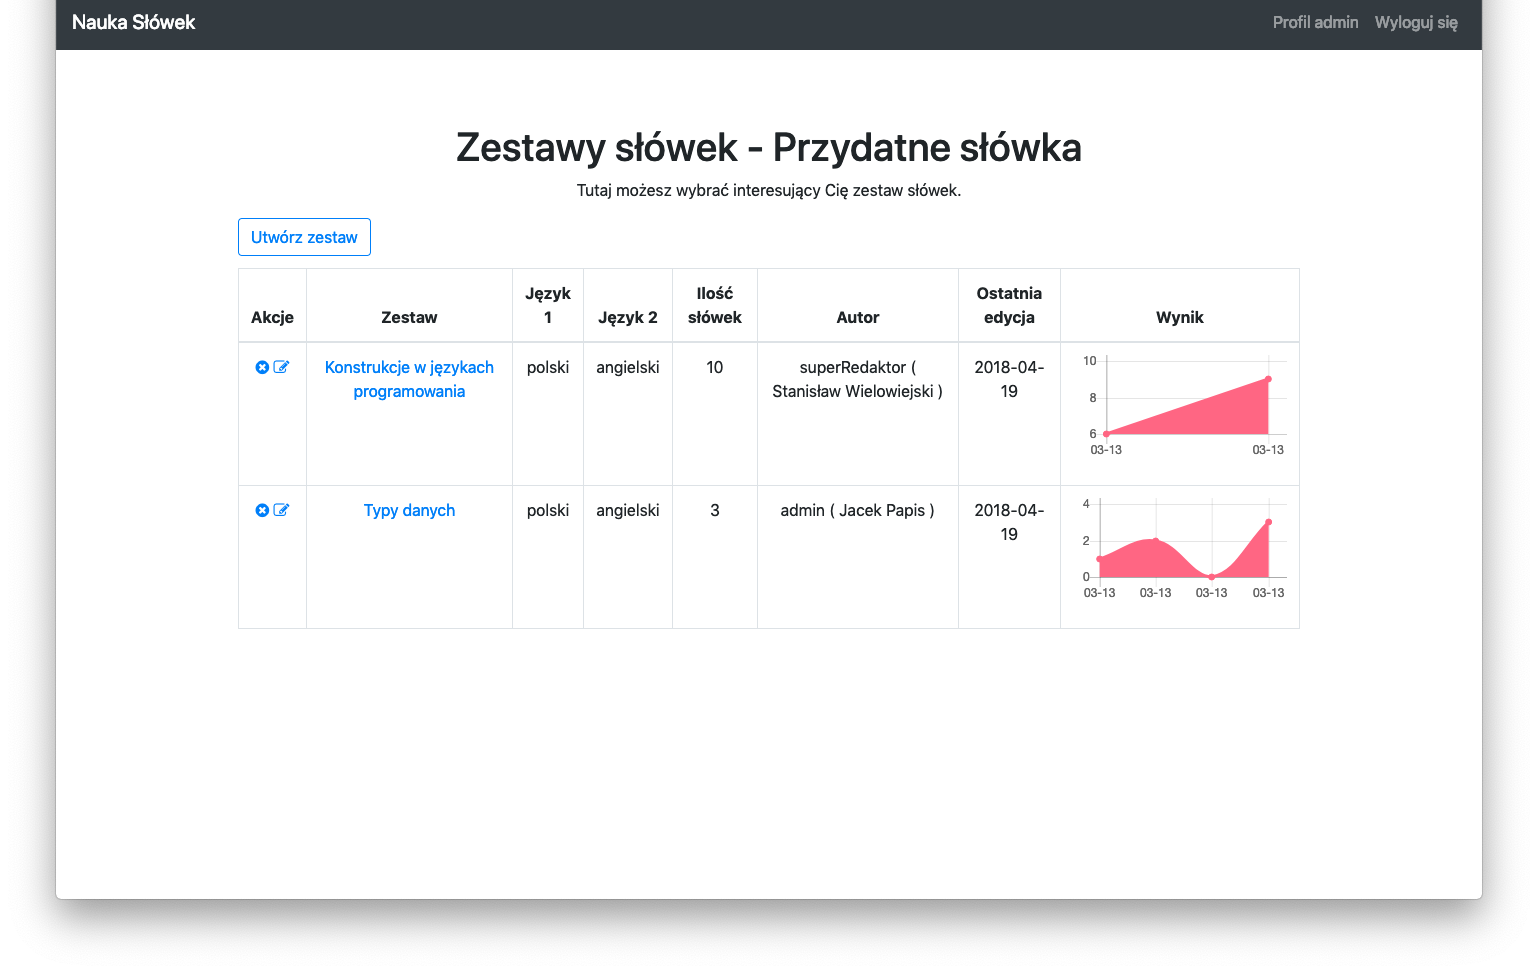 Nauka Słówek
Profil admin
Wyloguj się
Zestawy słówek - Przydatne słówka
Tutaj możesz wybrać interesujący Cię zestaw słówek.
Utwórz zestaw
Akcje
Zestaw
Język
1
Język 2
Ilość
słówek
Autor
Ostatnia
edycja
Wynik
Konstrukcje w językach
programowania
polski
angielski
10
superRedaktor (
Stanisław Wielowiejski )
2018-04-
19
10
8
6
03-13
03-13
Typy danych
polski
angielski
3
admin ( Jacek Papis )
2018-04-
19
4
2
0
03-13
03-13
03-13
03-13